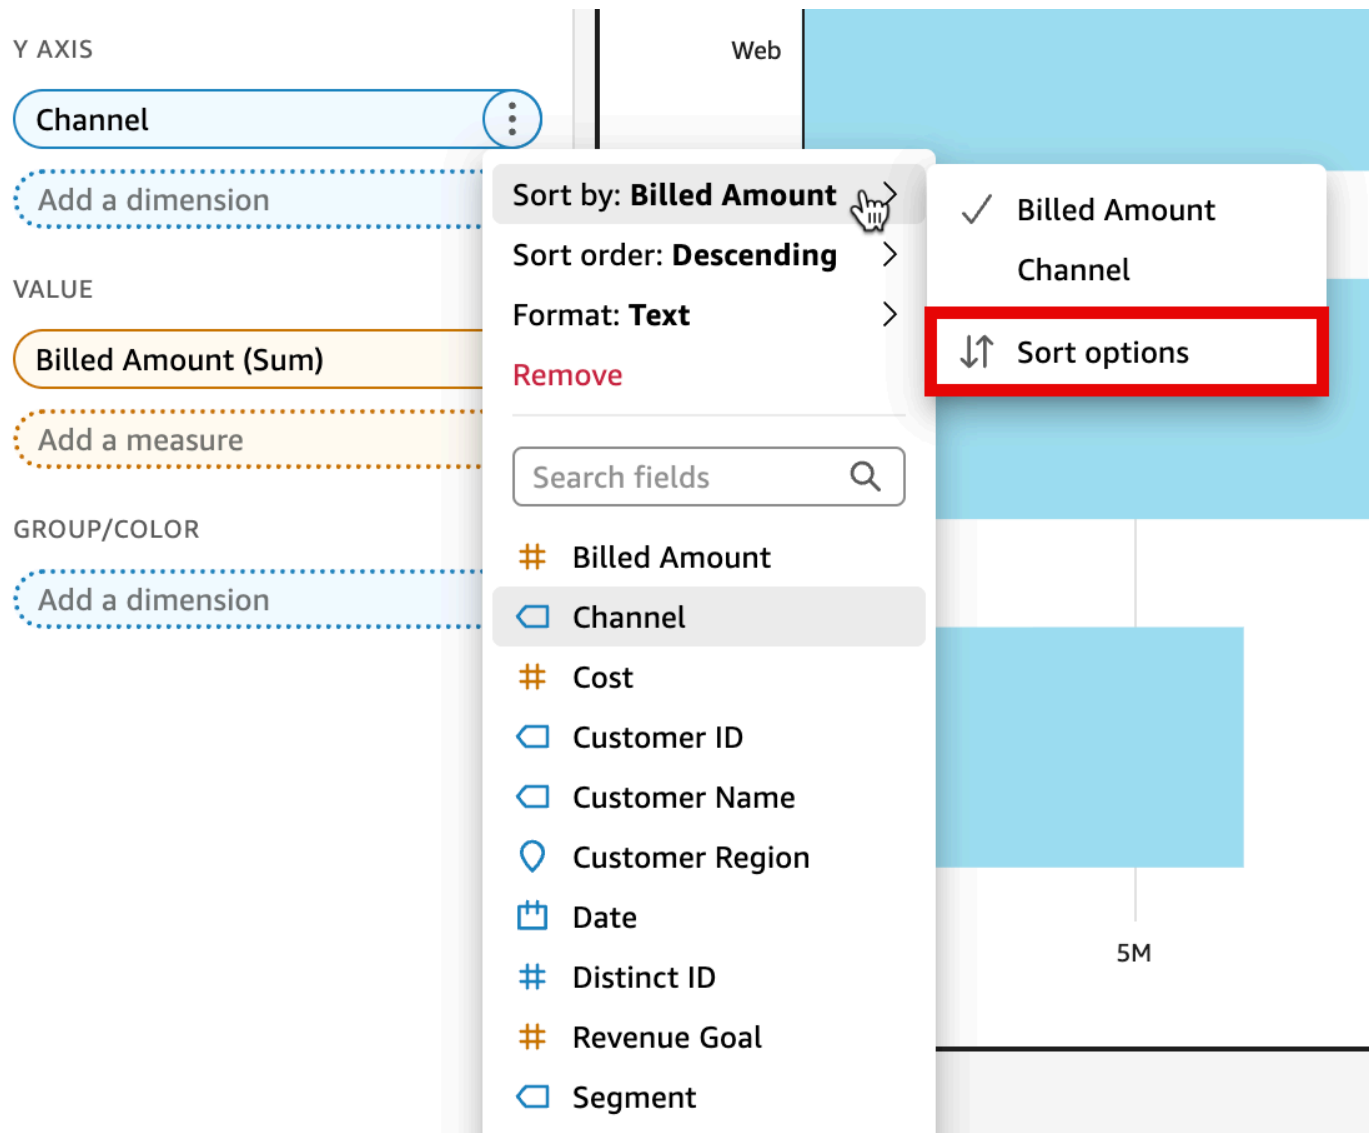 Y AXIS
Channel
Add a dimension
VALUE
Billed Amount (Sum)
Add a measure
GROUP/COLOR
Add a dimension
Sort by: Billed Amount
Sort order: Descending
Format: Text
Remove
Search fields
Billed Amount
Channel
Cost
Customer ID
Customer Name
Customer Region
Date
Distinct ID
Revenue Goal
Segment
Billed Amount
Channel
Sort options
Web
5M